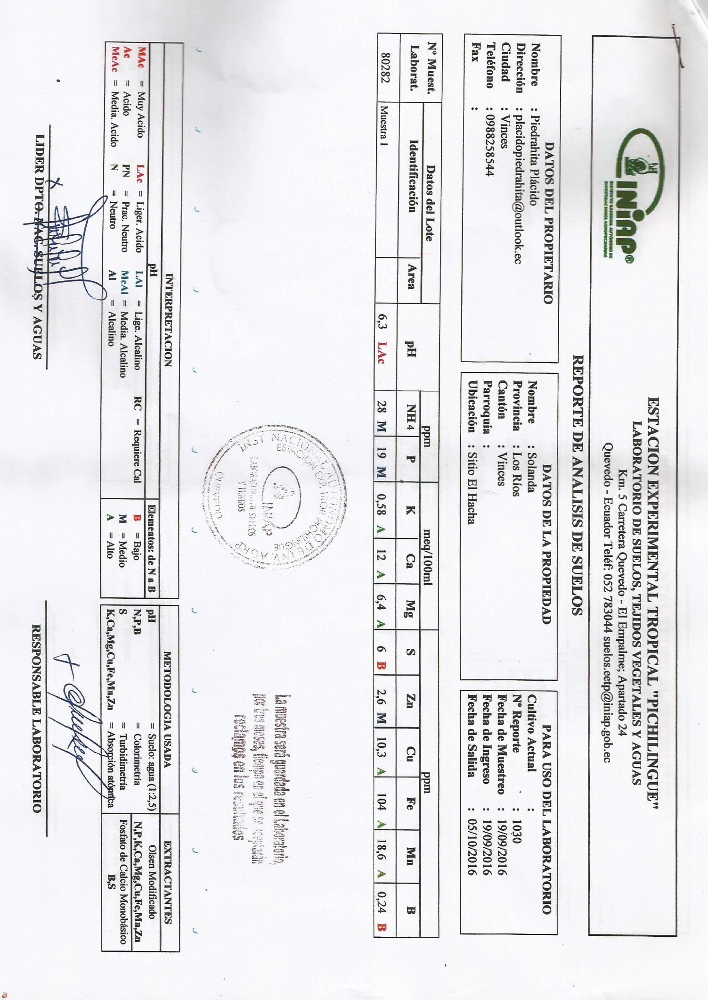 INIAP®
INSTITUTO NACIONAL AUTÓNOMO DE
INVESTIGACIONES AGROPECUARIAS
ESTACION EXPERIMENTAL TROPICAL "PICHILINGUE"
LABORATORIO DE SUELOS, TEJIDOS VEGETALES Y AGUAS
Km. 5 Carretera Quevedo - El Empalme; Apartado 24
Quevedo - Ecuador Teléf: 052 783044 suelos.eetp@iniap.gob.ec
REPORTE DE ANALISIS DE SUELOS
DATOS DEL PROPIETARIO
Nombre : Piedrahita Plácido
Dirección : placidopiedrahita@outlook.ec
Ciudad : Vinces
Teléfono : 0988258544
Fax :
DATOS DE LA PROPIEDAD
Nombre : Solanda
Provincia : Los Ríos
Cantón : Vinces
Parroquia :
Ubicación : Sitio El Hacha
PARA USO DEL LABORATORIO
Cultivo Actual :
Nº Reporte : 1030
Fecha de Muestreo : 19/09/2016
Fecha de Ingreso : 19/09/2016
Fecha de Salida : 05/10/2016
Nº Muest. Datos del Lote ppm meq/100ml ppm
Laborat. Identificación Area pH NH4 P K Ca Mg S Zn Cu Fe Mn B
80282 Muestra 1 6,3 LAc 28 M 19 M 0,58 A 12 A 6,4 A 6 B 2,6 M 10,3 A 104 A 18,6 A 0,24 B
INST. NACIONAL AUTONOMO DE INV. AGRP
ESTACION EXP. TROP. PICHILINGUE
INIAP
LABORATORIO DE SUELOS
Y TEJIDOS
QUEVEDO
La muestra será guardada en el Laboratorio,
por tres meses, tiempo en el que se aceptarán
reclamos en los resultados
INTERPRETACION
pH Elementos: de N a B
MAc = Muy Acido LAc = Liger. Acido LAl = Lige. Alcalino RC = Requiere Cal B = Bajo
Ac = Acido PN = Prac. Neutro MeAl = Media. Alcalino M = Medio
MeAc = Media. Acido N = Neutro Al = Alcalino A = Alto
METODOLOGIA USADA
pH = Suelo: agua (1:2,5)
N,P,B = Colorimetría
S = Turbidimetría
K,Ca,Mg,Cu,Fe,Mn,Zn = Absorción atómica
EXTRACTANTES
Olsen Modificado
N,P,K,Ca,Mg,Cu,Fe,Mn,Zn
Fosfato de Calcio Monobásico
B,S
LIDER DPTO. NAC. SUELOS Y AGUAS
RESPONSABLE LABORATORIO